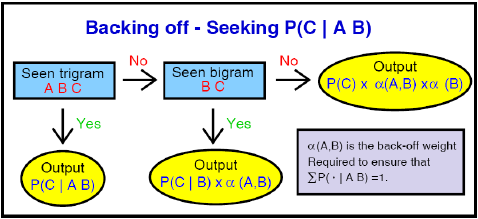 Backing off - Seeking P(C | A B)
Seen trigram
A B C
No
Seen bigram
B C
No
Output
P(C) x α(A,B) xα (B)
Yes
Yes
Output
P(C | A B)
Output
P(C | B) x α (A,B)
α(A,B) is the back-off weight
Required to ensure that
∑P( · | A B) =1.